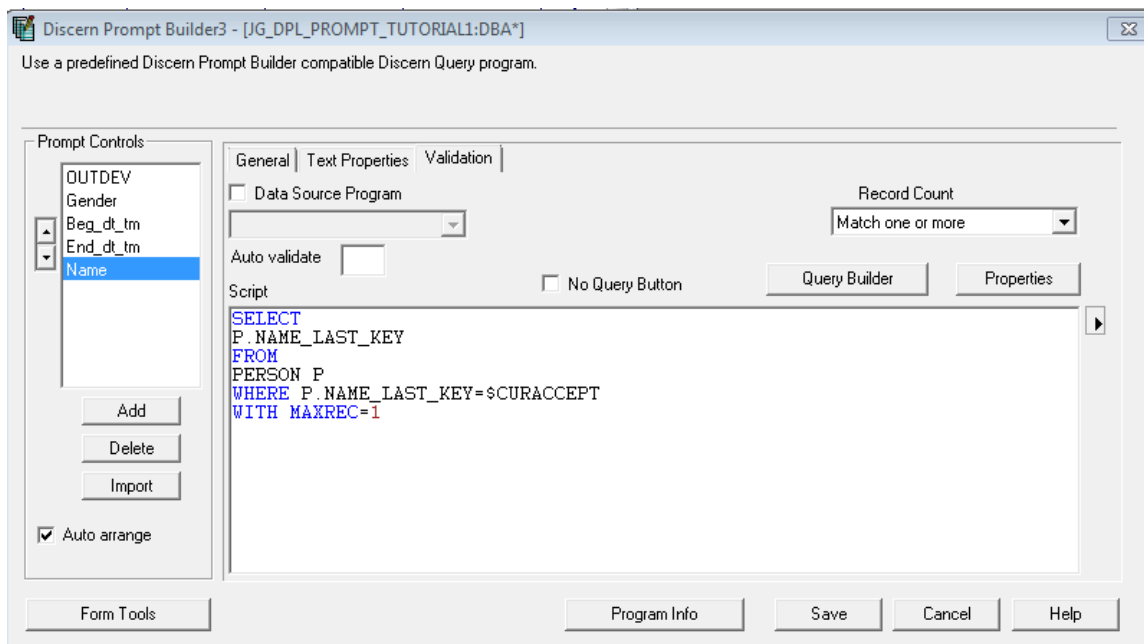 Discern Prompt Builder3 - [JG_DPL_PROMPT_TUTORIAL1:DBA*]
Use a predefined Discern Prompt Builder compatible Discern Query program.
Prompt Controls
OUTDEV
Gender
Beg_dt_tm
End_dt_tm
Name
Add
Delete
Import
Auto arrange
General
Text Properties
Validation
Data Source Program
Record Count
Match one or more
Auto validate
No Query Button
Query Builder
Properties
Script
SELECT
P.NAME_LAST_KEY
FROM
PERSON P
WHERE P.NAME_LAST_KEY=$CURACCEPT
WITH MAXREC=1
Form Tools
Program Info
Save
Cancel
Help